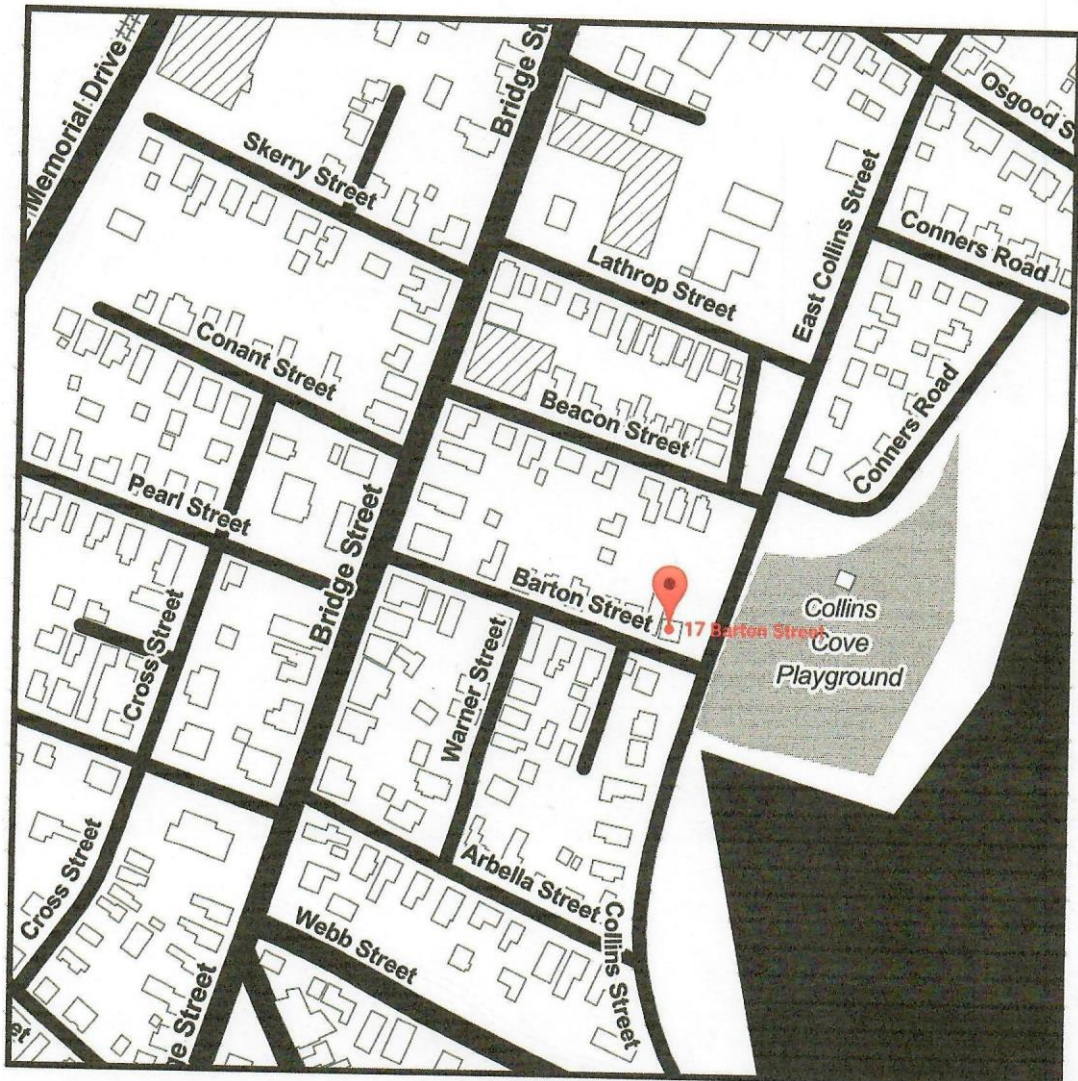 Memorial Drive
Bridge St
Osgood S
Skerry Street
East Collins Street
Conners Road
Lathrop Street
Conant Street
Beacon Street
Conners Road
Pearl Street
Bridge Street
Barton Street
17 Barton Street
Collins
Cove
Playground
Cross Street
Warner Street
Arbella Street
Cross Street
Webb Street
Collins Street
ge Street
et